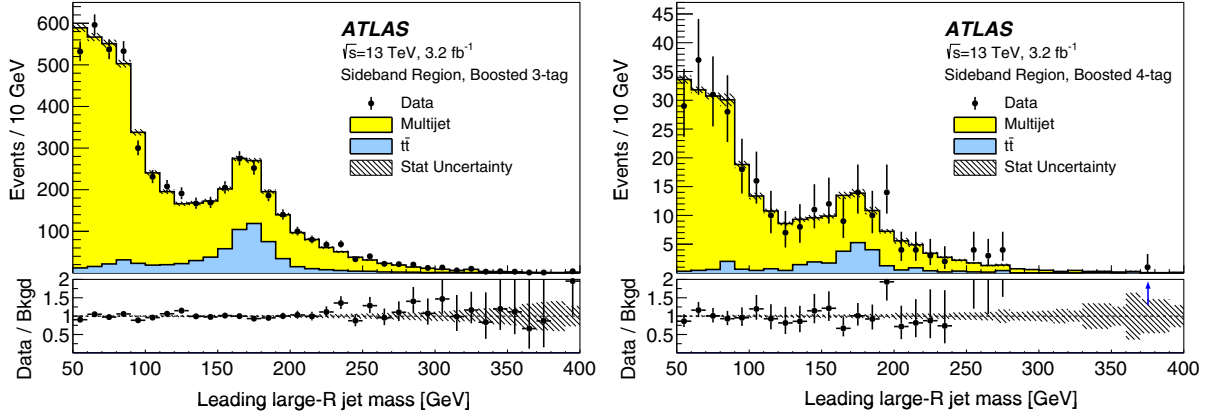 600
500
400
300
200
100
Events / 10 GeV
ATLAS
√s=13 TeV, 3.2 fb⁻¹
Sideband Region, Boosted 3-tag
Data
Multijet
tt̄
Stat Uncertainty
2
1.5
1
0.5
Data / Bkgd
50 100 150 200 250 300 350 400
Leading large-R jet mass [GeV]
45
40
35
30
25
20
15
10
5
Events / 10 GeV
ATLAS
√s=13 TeV, 3.2 fb⁻¹
Sideband Region, Boosted 4-tag
Data
Multijet
tt̄
Stat Uncertainty
2
1.5
1
0.5
Data / Bkgd
50 100 150 200 250 300 350 400
Leading large-R jet mass [GeV]